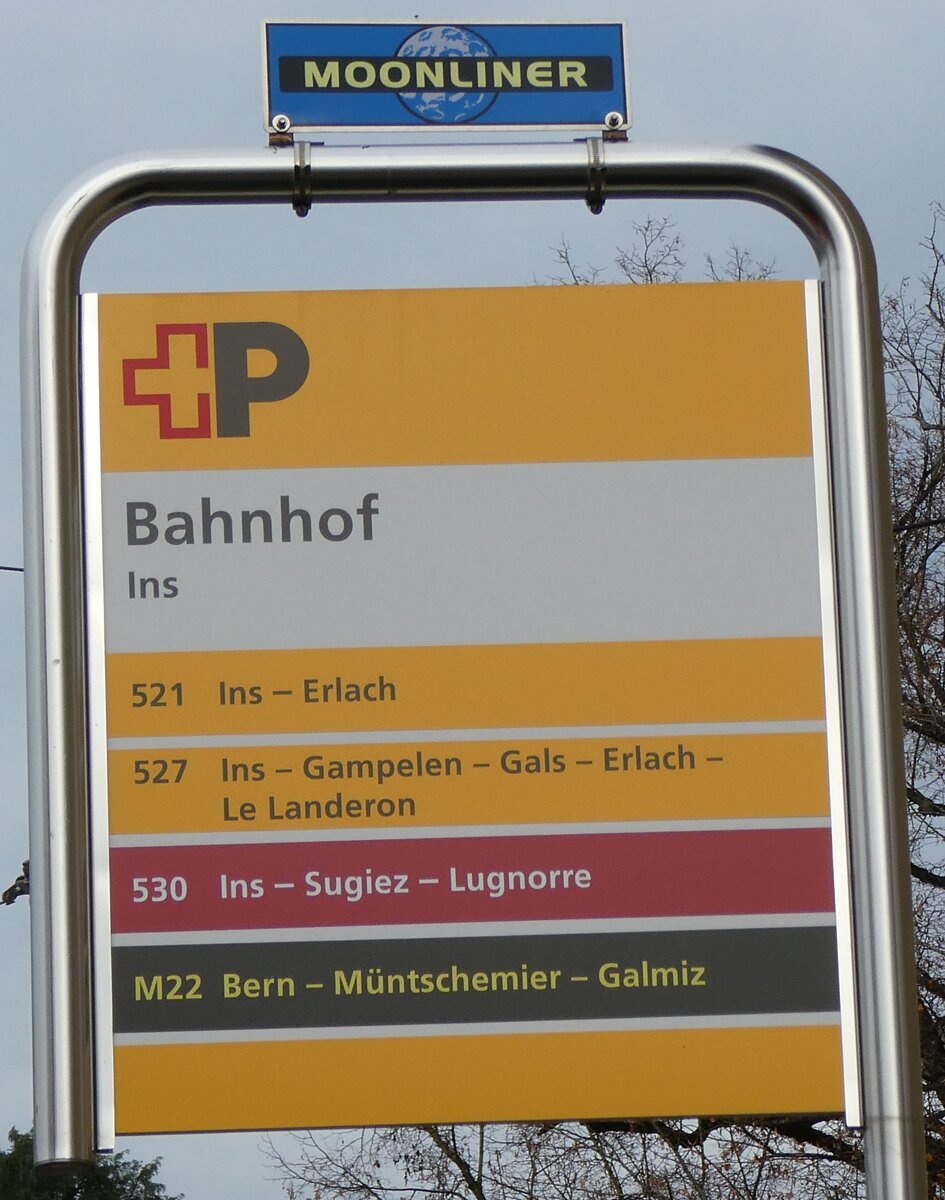 MOONLINER
P
Bahnhof
Ins
521 Ins – Erlach
527 Ins – Gampelen – Gals – Erlach –
Le Landeron
530 Ins – Sugiez – Lugnorre
M22 Bern – Müntschemier – Galmiz